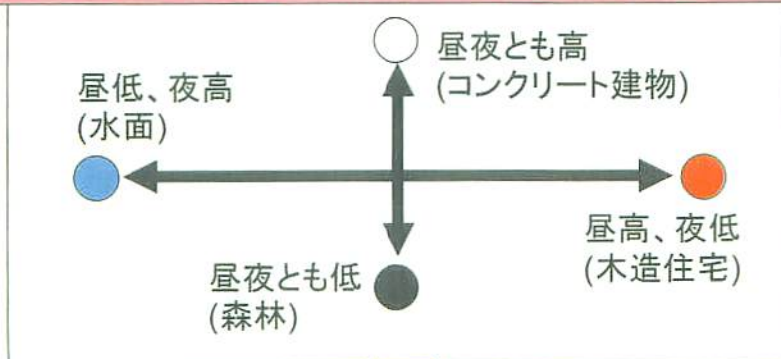 昼夜とも高
(コンクリート建物)
昼低、夜高
(水面)
昼高、夜低
(木造住宅)
昼夜とも低
(森林)